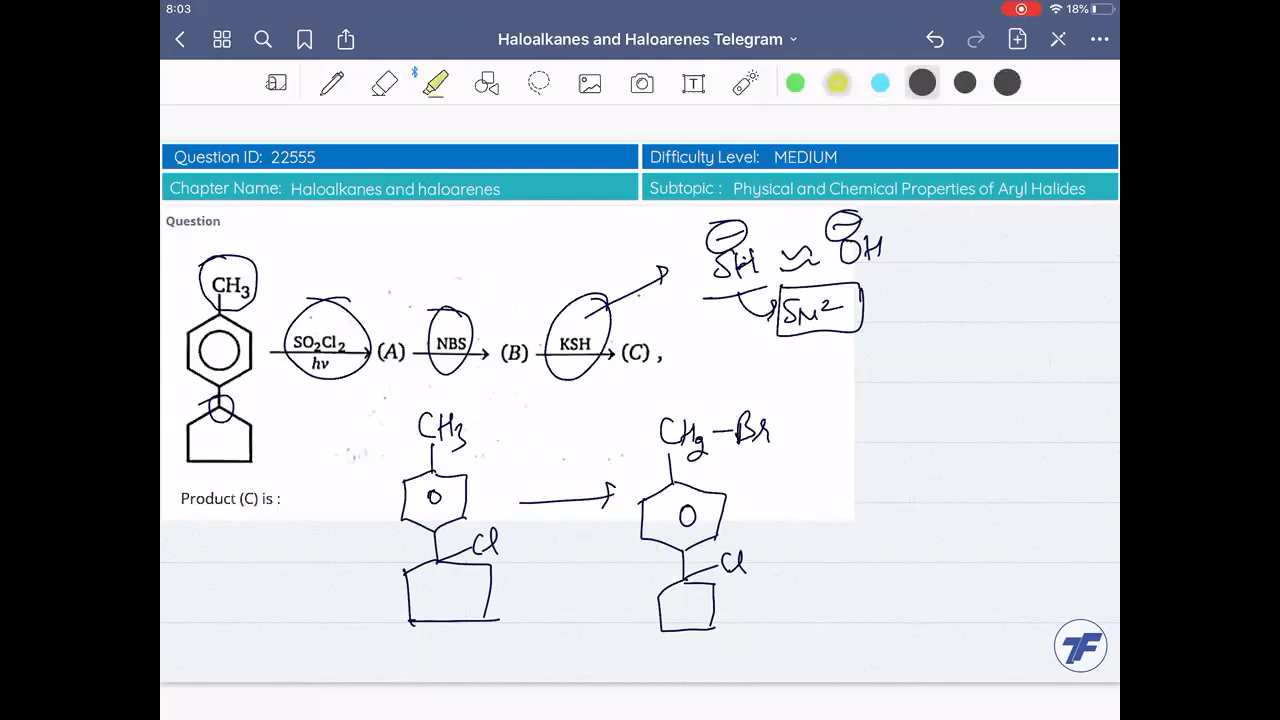 8:03
18%
Haloalkanes and Haloarenes Telegram
T
Question ID: 22555
Difficulty Level: MEDIUM
Chapter Name: Haloalkanes and haloarenes
Subtopic : Physical and Chemical Properties of Aryl Halides
Question
⊖SH ≈ ⊖OH
SN2
CH₃
SO₂Cl₂
hν
(A)
NBS
(B)
KSH
(C) ,
CH₃
CH₂—Br
Product (C) is :
Cl
Cl